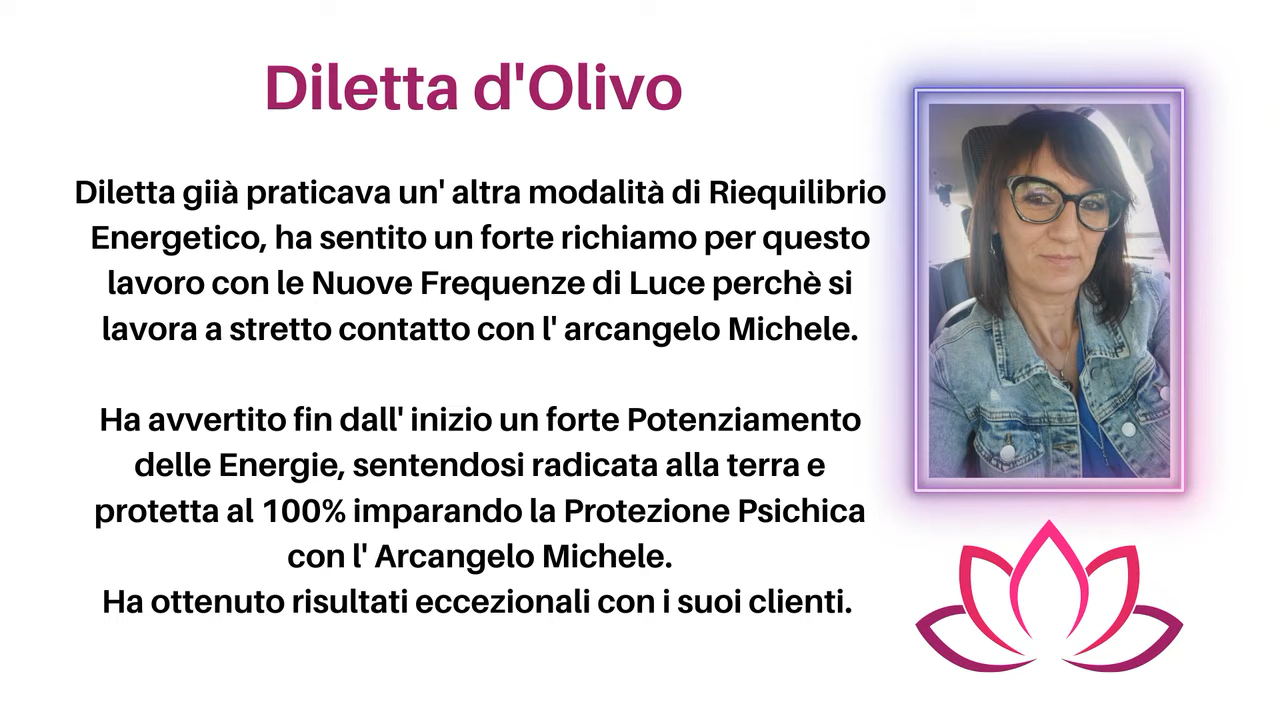 Diletta d'Olivo
Diletta giià praticava un' altra modalità di Riequilibrio
Energetico, ha sentito un forte richiamo per questo
lavoro con le Nuove Frequenze di Luce perchè si
lavora a stretto contatto con l' arcangelo Michele.
Ha avvertito fin dall' inizio un forte Potenziamento
delle Energie, sentendosi radicata alla terra e
protetta al 100% imparando la Protezione Psichica
con l' Arcangelo Michele.
Ha ottenuto risultati eccezionali con i suoi clienti.